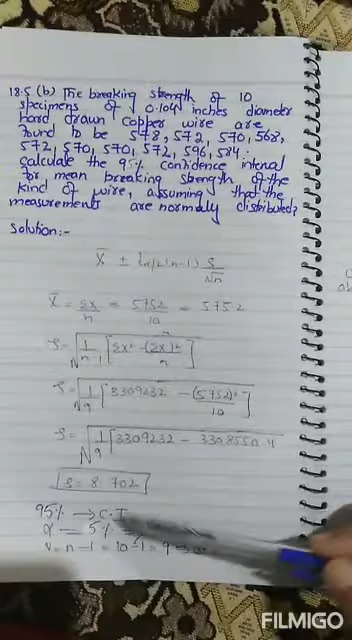 18.5 (b) The breaking strength of 10
specimens of 0.104 inches diameter
hard drawn copper wire are
found to be 578, 572, 570, 568,
572, 570, 570, 572, 596, 584.
calculate the 95% confidence interval
for mean breaking strength of the
kind of wire, assuming that the
measurements are normaly distributed?
Solution:-
X̄ ± tα/2(n-1) S/√n
X̄ = Σx/n = 5752/10 = 575.2
S = √1/n-1 [Σx² - (Σx)²/n]
S = √1/9 [3309232 - (5752)²/10]
S = √1/9 [3309232 - 3308550.4
S = 8.702
95% → C.I
α = 5%
v = n-1 = 10-1 = 9 →
FILMIGO